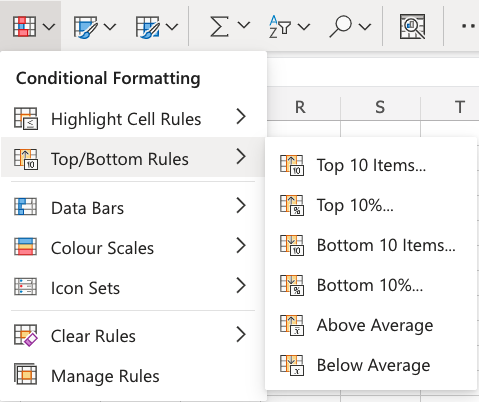 Conditional Formatting
Highlight Cell Rules
Top/Bottom Rules
Data Bars
Colour Scales
Icon Sets
Clear Rules
Manage Rules
R S T
Top 10 Items...
Top 10%...
Bottom 10 Items...
Bottom 10%...
Above Average
Below Average